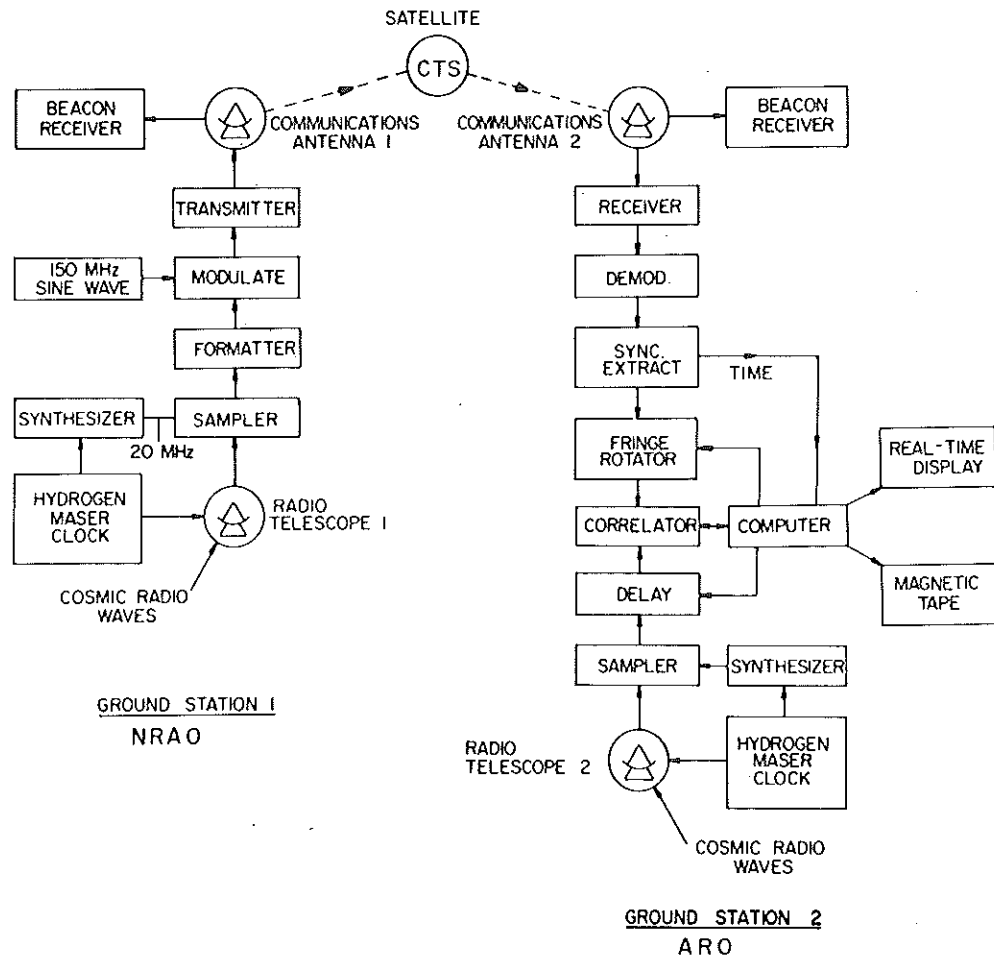 SATELLITE
CTS
BEACON
RECEIVER
COMMUNICATIONS
ANTENNA 1
COMMUNICATIONS
ANTENNA 2
BEACON
RECEIVER
TRANSMITTER
150 MHz
SINE WAVE
MODULATE
FORMATTER
SYNTHESIZER
20 MHz
SAMPLER
HYDROGEN
MASER
CLOCK
RADIO
TELESCOPE 1
COSMIC RADIO
WAVES
GROUND STATION 1
NRAO
RECEIVER
DEMOD.
SYNC.
EXTRACT
TIME
FRINGE
ROTATOR
CORRELATOR
COMPUTER
REAL-TIME
DISPLAY
MAGNETIC
TAPE
DELAY
SAMPLER
SYNTHESIZER
RADIO
TELESCOPE 2
HYDROGEN
MASER
CLOCK
COSMIC RADIO
WAVES
GROUND STATION 2
ARO